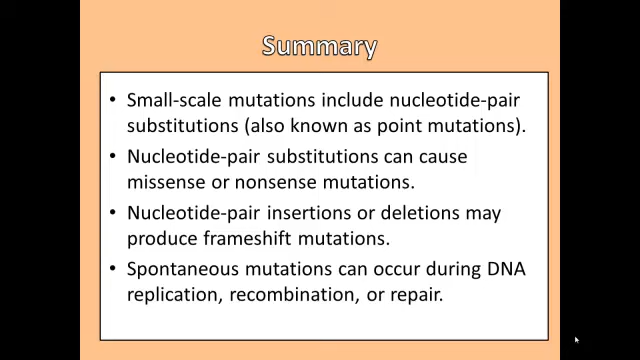 Summary
• Small-scale mutations include nucleotide-pair
substitutions (also known as point mutations).
• Nucleotide-pair substitutions can cause
missense or nonsense mutations.
• Nucleotide-pair insertions or deletions may
produce frameshift mutations.
• Spontaneous mutations can occur during DNA
replication, recombination, or repair.